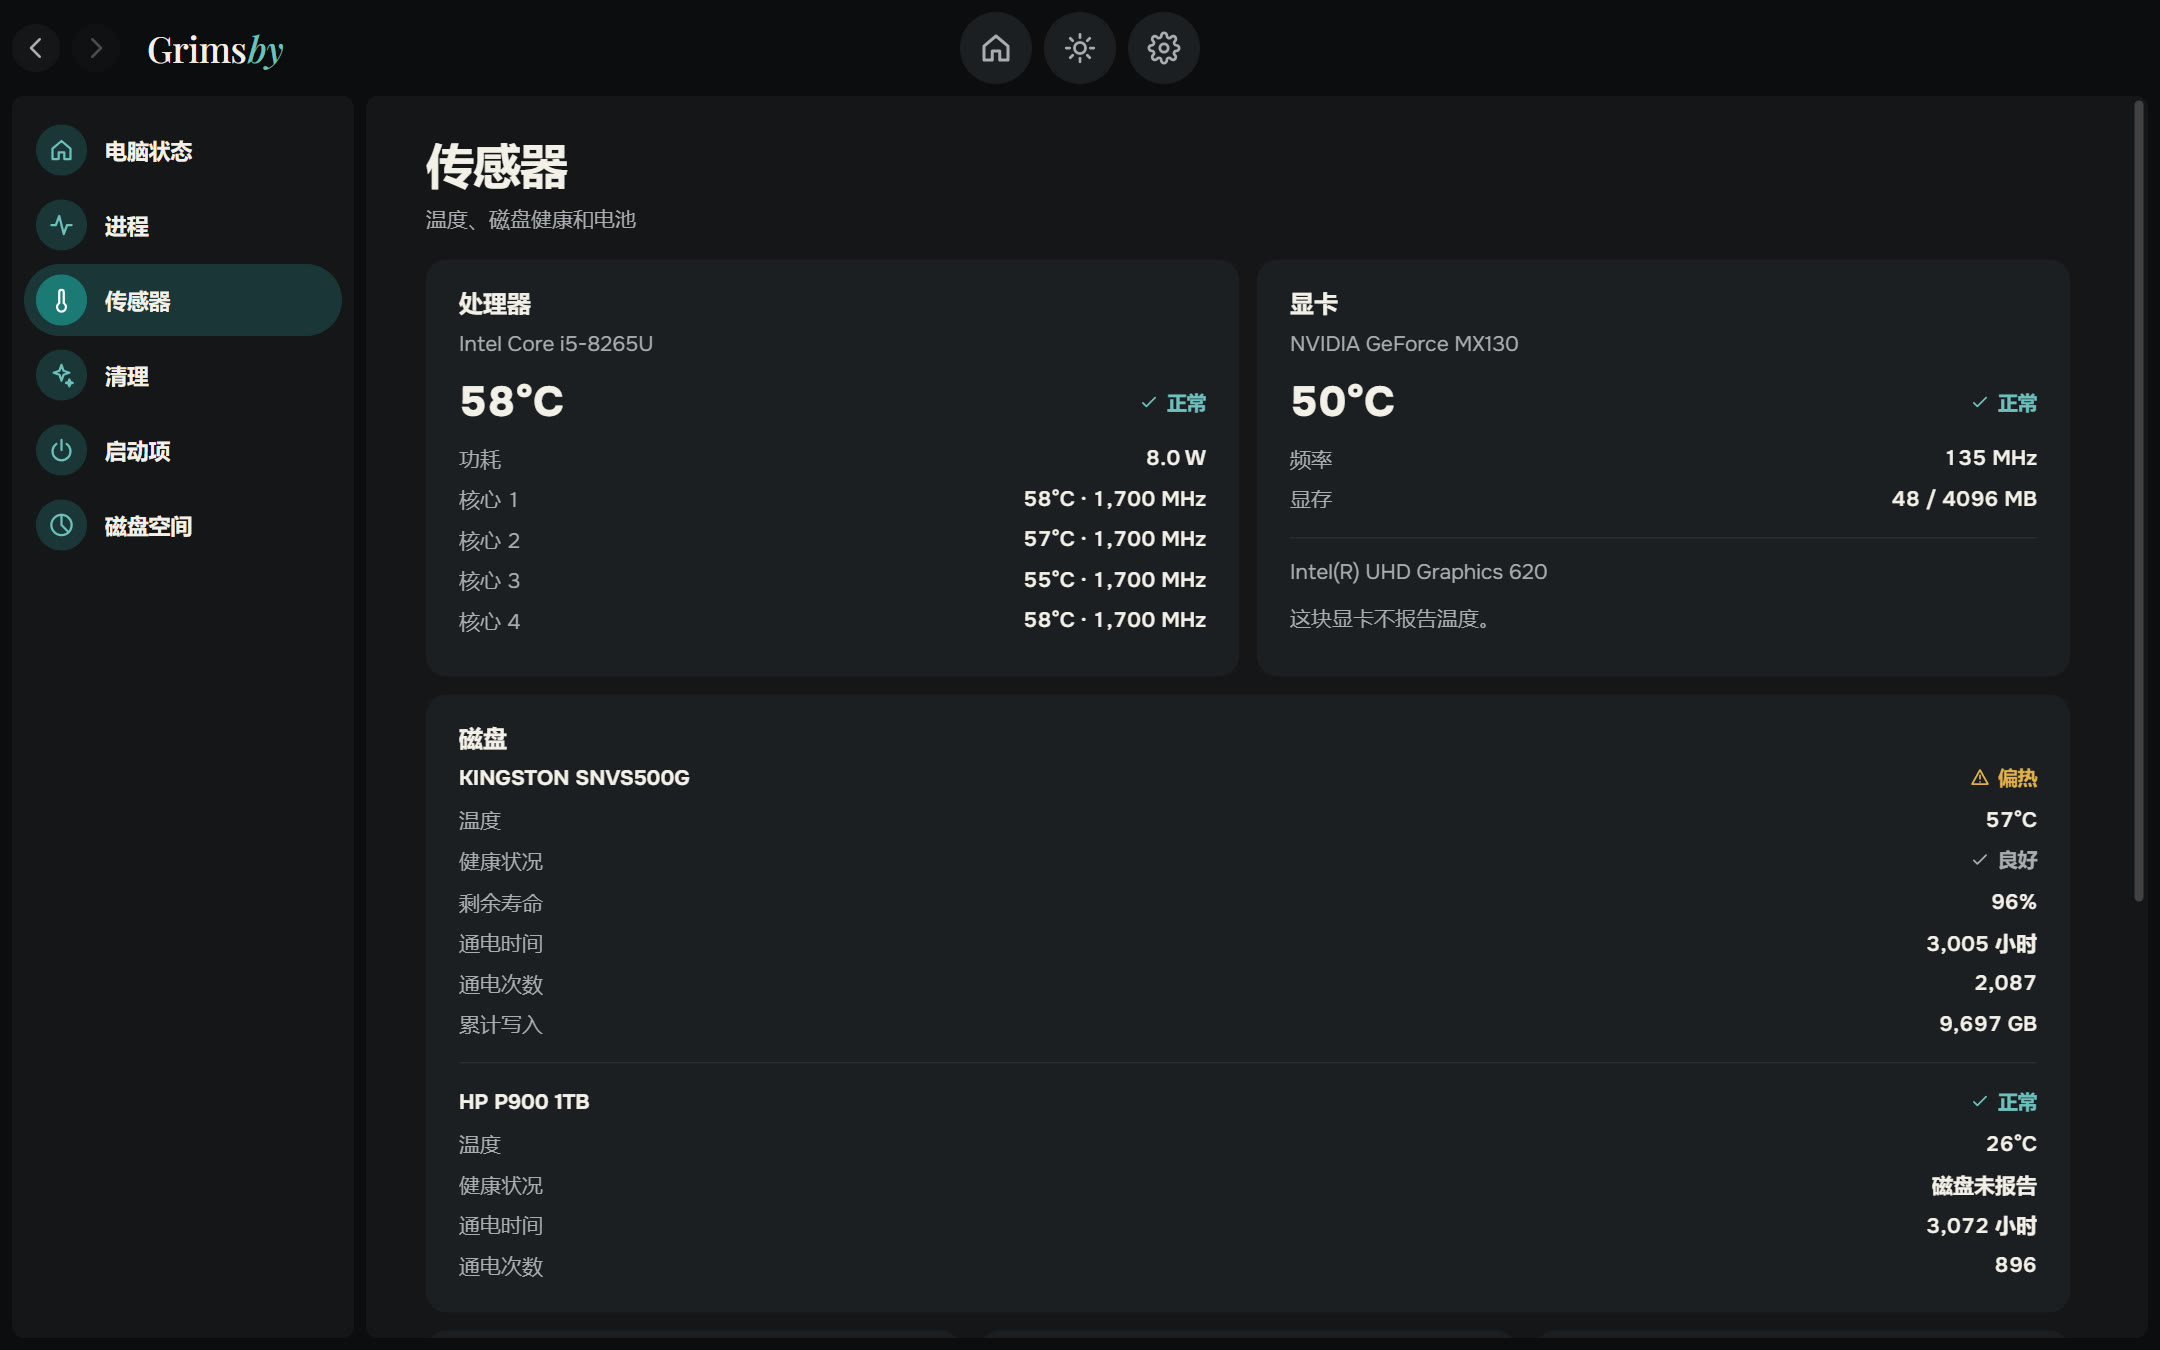 Grimsby
电脑状态
进程
传感器
清理
启动项
磁盘空间
传感器
温度、磁盘健康和电池
处理器
Intel Core i5-8265U
58°C
正常
功耗 8.0 W
核心 1 58°C · 1,700 MHz
核心 2 57°C · 1,700 MHz
核心 3 55°C · 1,700 MHz
核心 4 58°C · 1,700 MHz
显卡
NVIDIA GeForce MX130
50°C
正常
频率 135 MHz
显存 48 / 4096 MB
Intel(R) UHD Graphics 620
这块显卡不报告温度。
磁盘
KINGSTON SNVS500G 偏热
温度 57°C
健康状况 良好
剩余寿命 96%
通电时间 3,005 小时
通电次数 2,087
累计写入 9,697 GB
HP P900 1TB 正常
温度 26°C
健康状况 磁盘未报告
通电时间 3,072 小时
通电次数 896